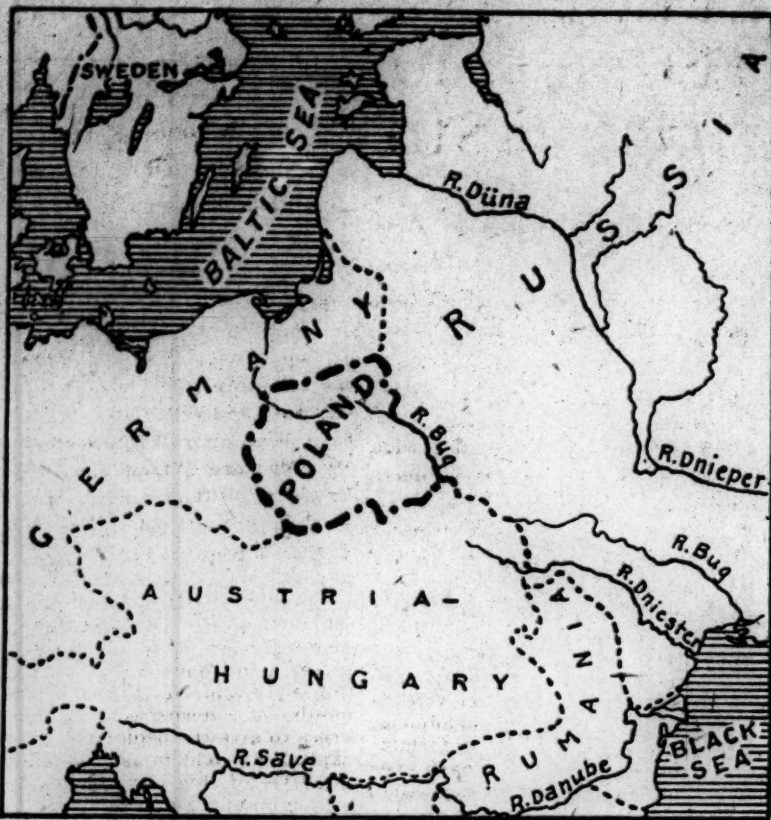 SWEDEN
BALTIC SEA
R. Düna
RUSSIA
GERMANY
POLAND
R. Bug
R. Dnieper
R. Bug
R. Dniester
AUSTRIA-
HUNGARY
RUMANIA
R. Save
R. Danube
BLACK
SEA